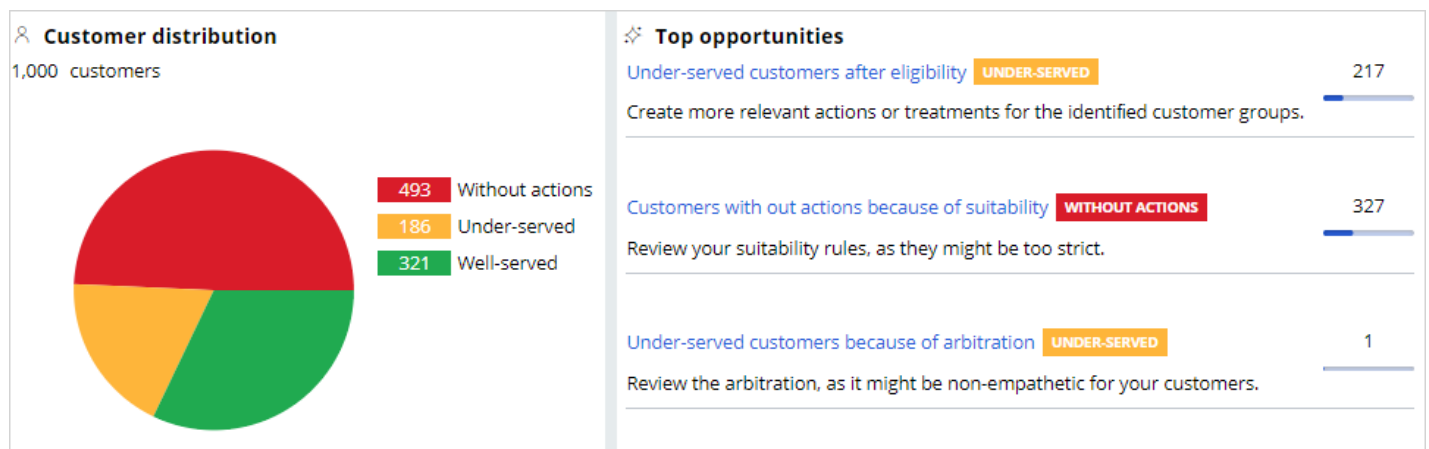 Customer distribution
1,000 customers
493 Without actions
186 Under-served
321 Well-served
Top opportunities
Under-served customers after eligibility UNDER-SERVED 217
Create more relevant actions or treatments for the identified customer groups.
Customers with out actions because of suitability WITHOUT ACTIONS 327
Review your suitability rules, as they might be too strict.
Under-served customers because of arbitration UNDER-SERVED 1
Review the arbitration, as it might be non-empathetic for your customers.